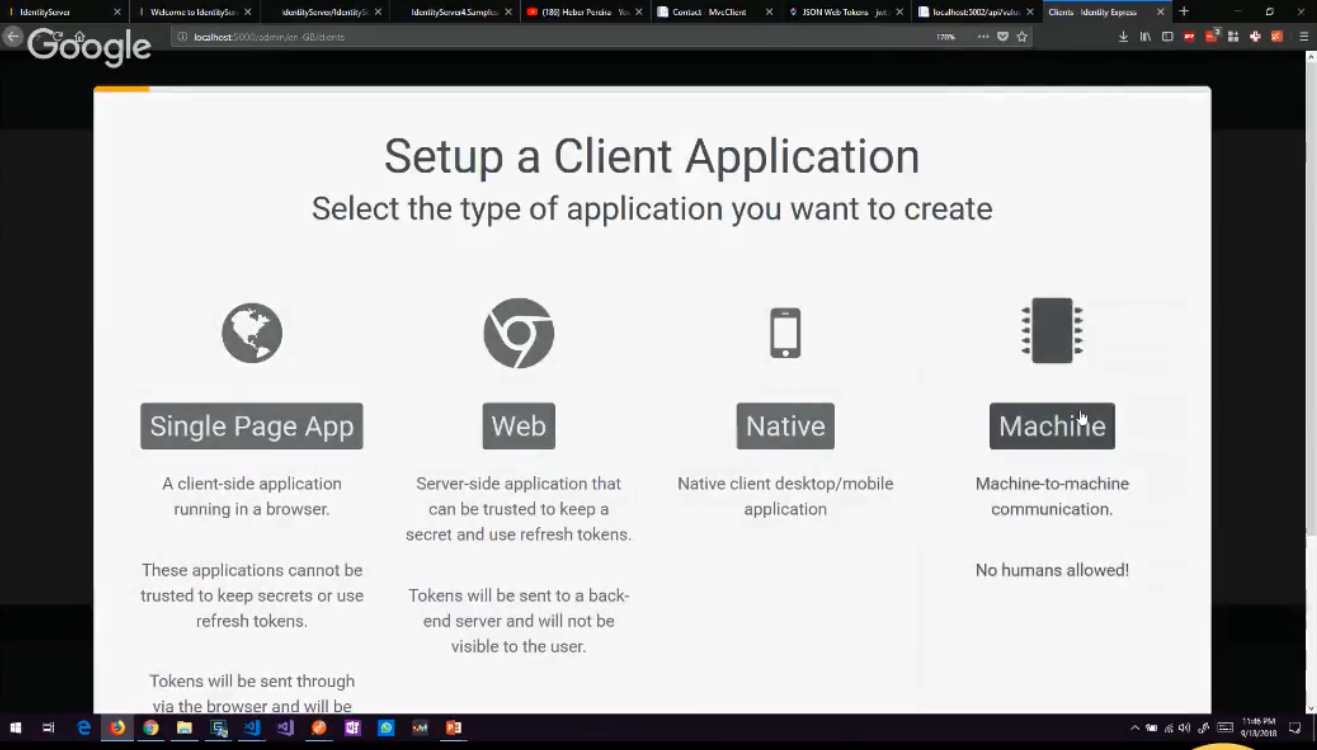 IdentityServer
Welcome to IdentitySer
IdentityServer/IdentityS
IdentityServer4.Samples
(186) Heber Pereira - Yo
Contact - MvcClient
JSON Web Tokens - jwt.
localhost:5002/api/valu
Clients - Identity Express
Google
localhost:5000/admin/en-GB/clients
170%
Setup a Client Application
Select the type of application you want to create
Single Page App
A client-side application
running in a browser.
These applications cannot be
trusted to keep secrets or use
refresh tokens.
Tokens will be sent through
via the browser and will be
Web
Server-side application that
can be trusted to keep a
secret and use refresh tokens.
Tokens will be sent to a back-
end server and will not be
visible to the user.
Native
Native client desktop/mobile
application
Machine
Machine-to-machine
communication.
No humans allowed!
11:46 PM
9/18/2018